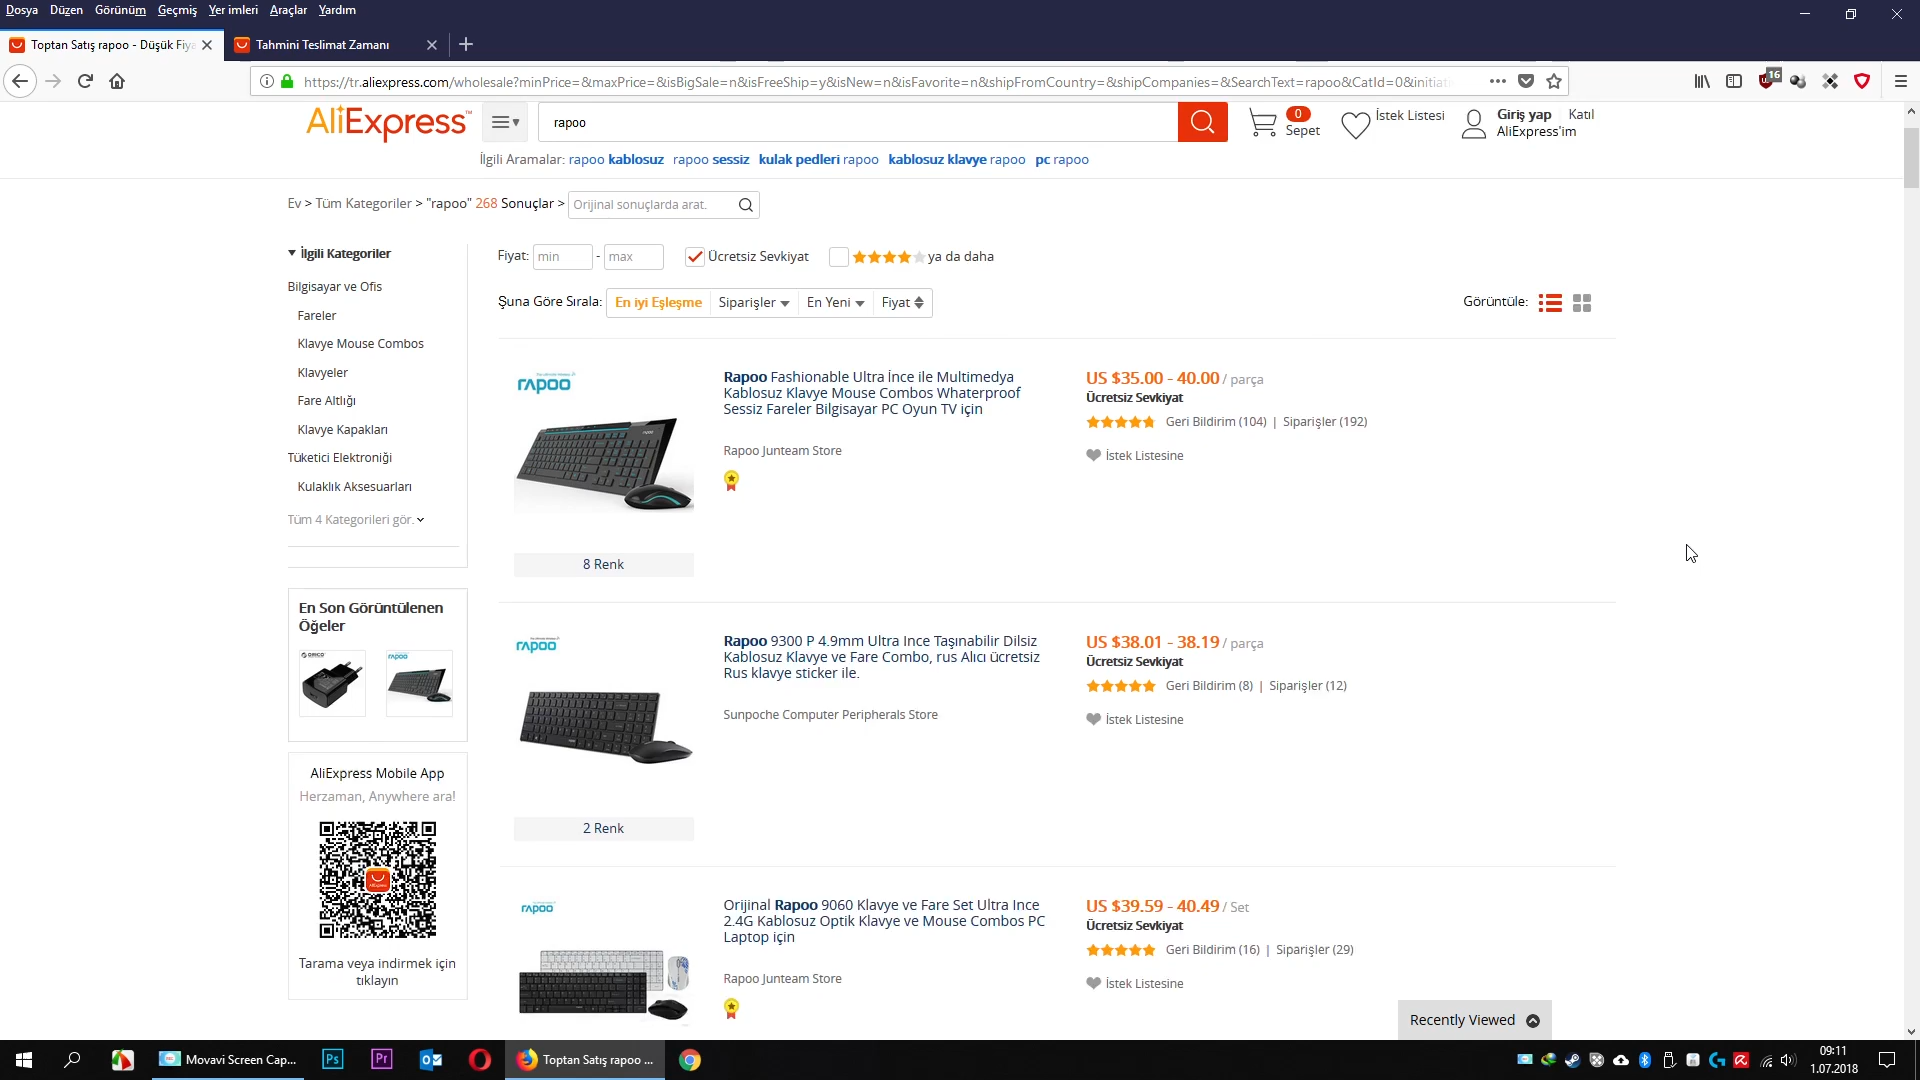 Dosya Düzen Görünüm Geçmiş Yer imleri Araçlar Yardım
Toptan Satış rapoo - Düşük Fiya
Tahmini Teslimat Zamanı
https://tr.aliexpress.com/wholesale?minPrice=&maxPrice=&isBigSale=n&isFreeShip=y&isNew=n&isFavorite=n&shipFromCountry=&shipCompanies=&SearchText=rapoo&CatId=0&initiati
16
AliExpress™
rapoo
0
Sepet
İstek Listesi
Giriş yap Katıl
AliExpress'im
İlgili Aramalar: rapoo kablosuz rapoo sessiz kulak pedleri rapoo kablosuz klavye rapoo pc rapoo
Ev > Tüm Kategoriler > "rapoo" 268 Sonuçlar > Orijinal sonuçlarda arat.
İlgili Kategoriler
Bilgisayar ve Ofis
Fareler
Klavye Mouse Combos
Klavyeler
Fare Altlığı
Klavye Kapakları
Tüketici Elektroniği
Kulaklık Aksesuarları
Tüm 4 Kategorileri gör.
En Son Görüntülenen
Öğeler
ORICO
rapoo
AliExpress Mobile App
Herzaman, Anywhere ara!
AliExpress
Tarama veya indirmek için
tıklayın
Fiyat: min - max Ücretsiz Sevkiyat ya da daha
Şuna Göre Sırala: En iyi Eşleşme Siparişler En Yeni Fiyat
Görüntüle:
rapoo
8 Renk
Rapoo Fashionable Ultra İnce ile Multimedya
Kablosuz Klavye Mouse Combos Whaterproof
Sessiz Fareler Bilgisayar PC Oyun TV için
Rapoo Junteam Store
US $35.00 - 40.00 / parça
Ücretsiz Sevkiyat
Geri Bildirim (104) | Siparişler (192)
İstek Listesine
rapoo
2 Renk
Rapoo 9300 P 4.9mm Ultra Ince Taşınabilir Dilsiz
Kablosuz Klavye ve Fare Combo, rus Alıcı ücretsiz
Rus klavye sticker ile.
Sunpoche Computer Peripherals Store
US $38.01 - 38.19 / parça
Ücretsiz Sevkiyat
Geri Bildirim (8) | Siparişler (12)
İstek Listesine
rapoo
Orijinal Rapoo 9060 Klavye ve Fare Set Ultra Ince
2.4G Kablosuz Optik Klavye ve Mouse Combos PC
Laptop için
Rapoo Junteam Store
US $39.59 - 40.49 / Set
Ücretsiz Sevkiyat
Geri Bildirim (16) | Siparişler (29)
İstek Listesine
Recently Viewed
Movavi Screen Cap...
Ps
Pr
Toptan Satış rapoo ...
09:11
1.07.2018